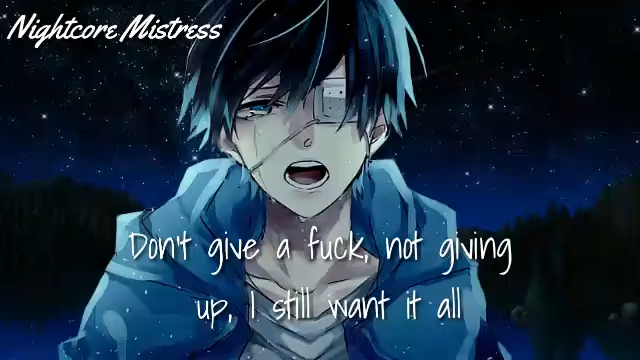 Nightcore Mistress
Don't give a fuck, not giving
up, I still want it all